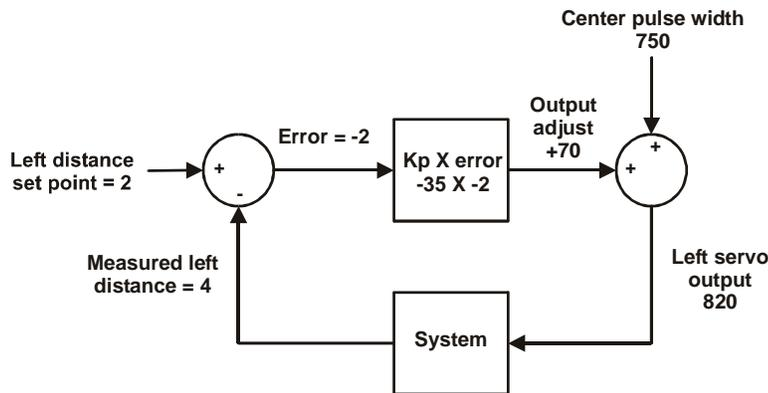 Center pulse width
750
Output
adjust
+70
Error = -2
Left distance
set point = 2
+
-
Kp X error
-35 X -2
+
+
Measured left
distance = 4
System
Left servo
output
820